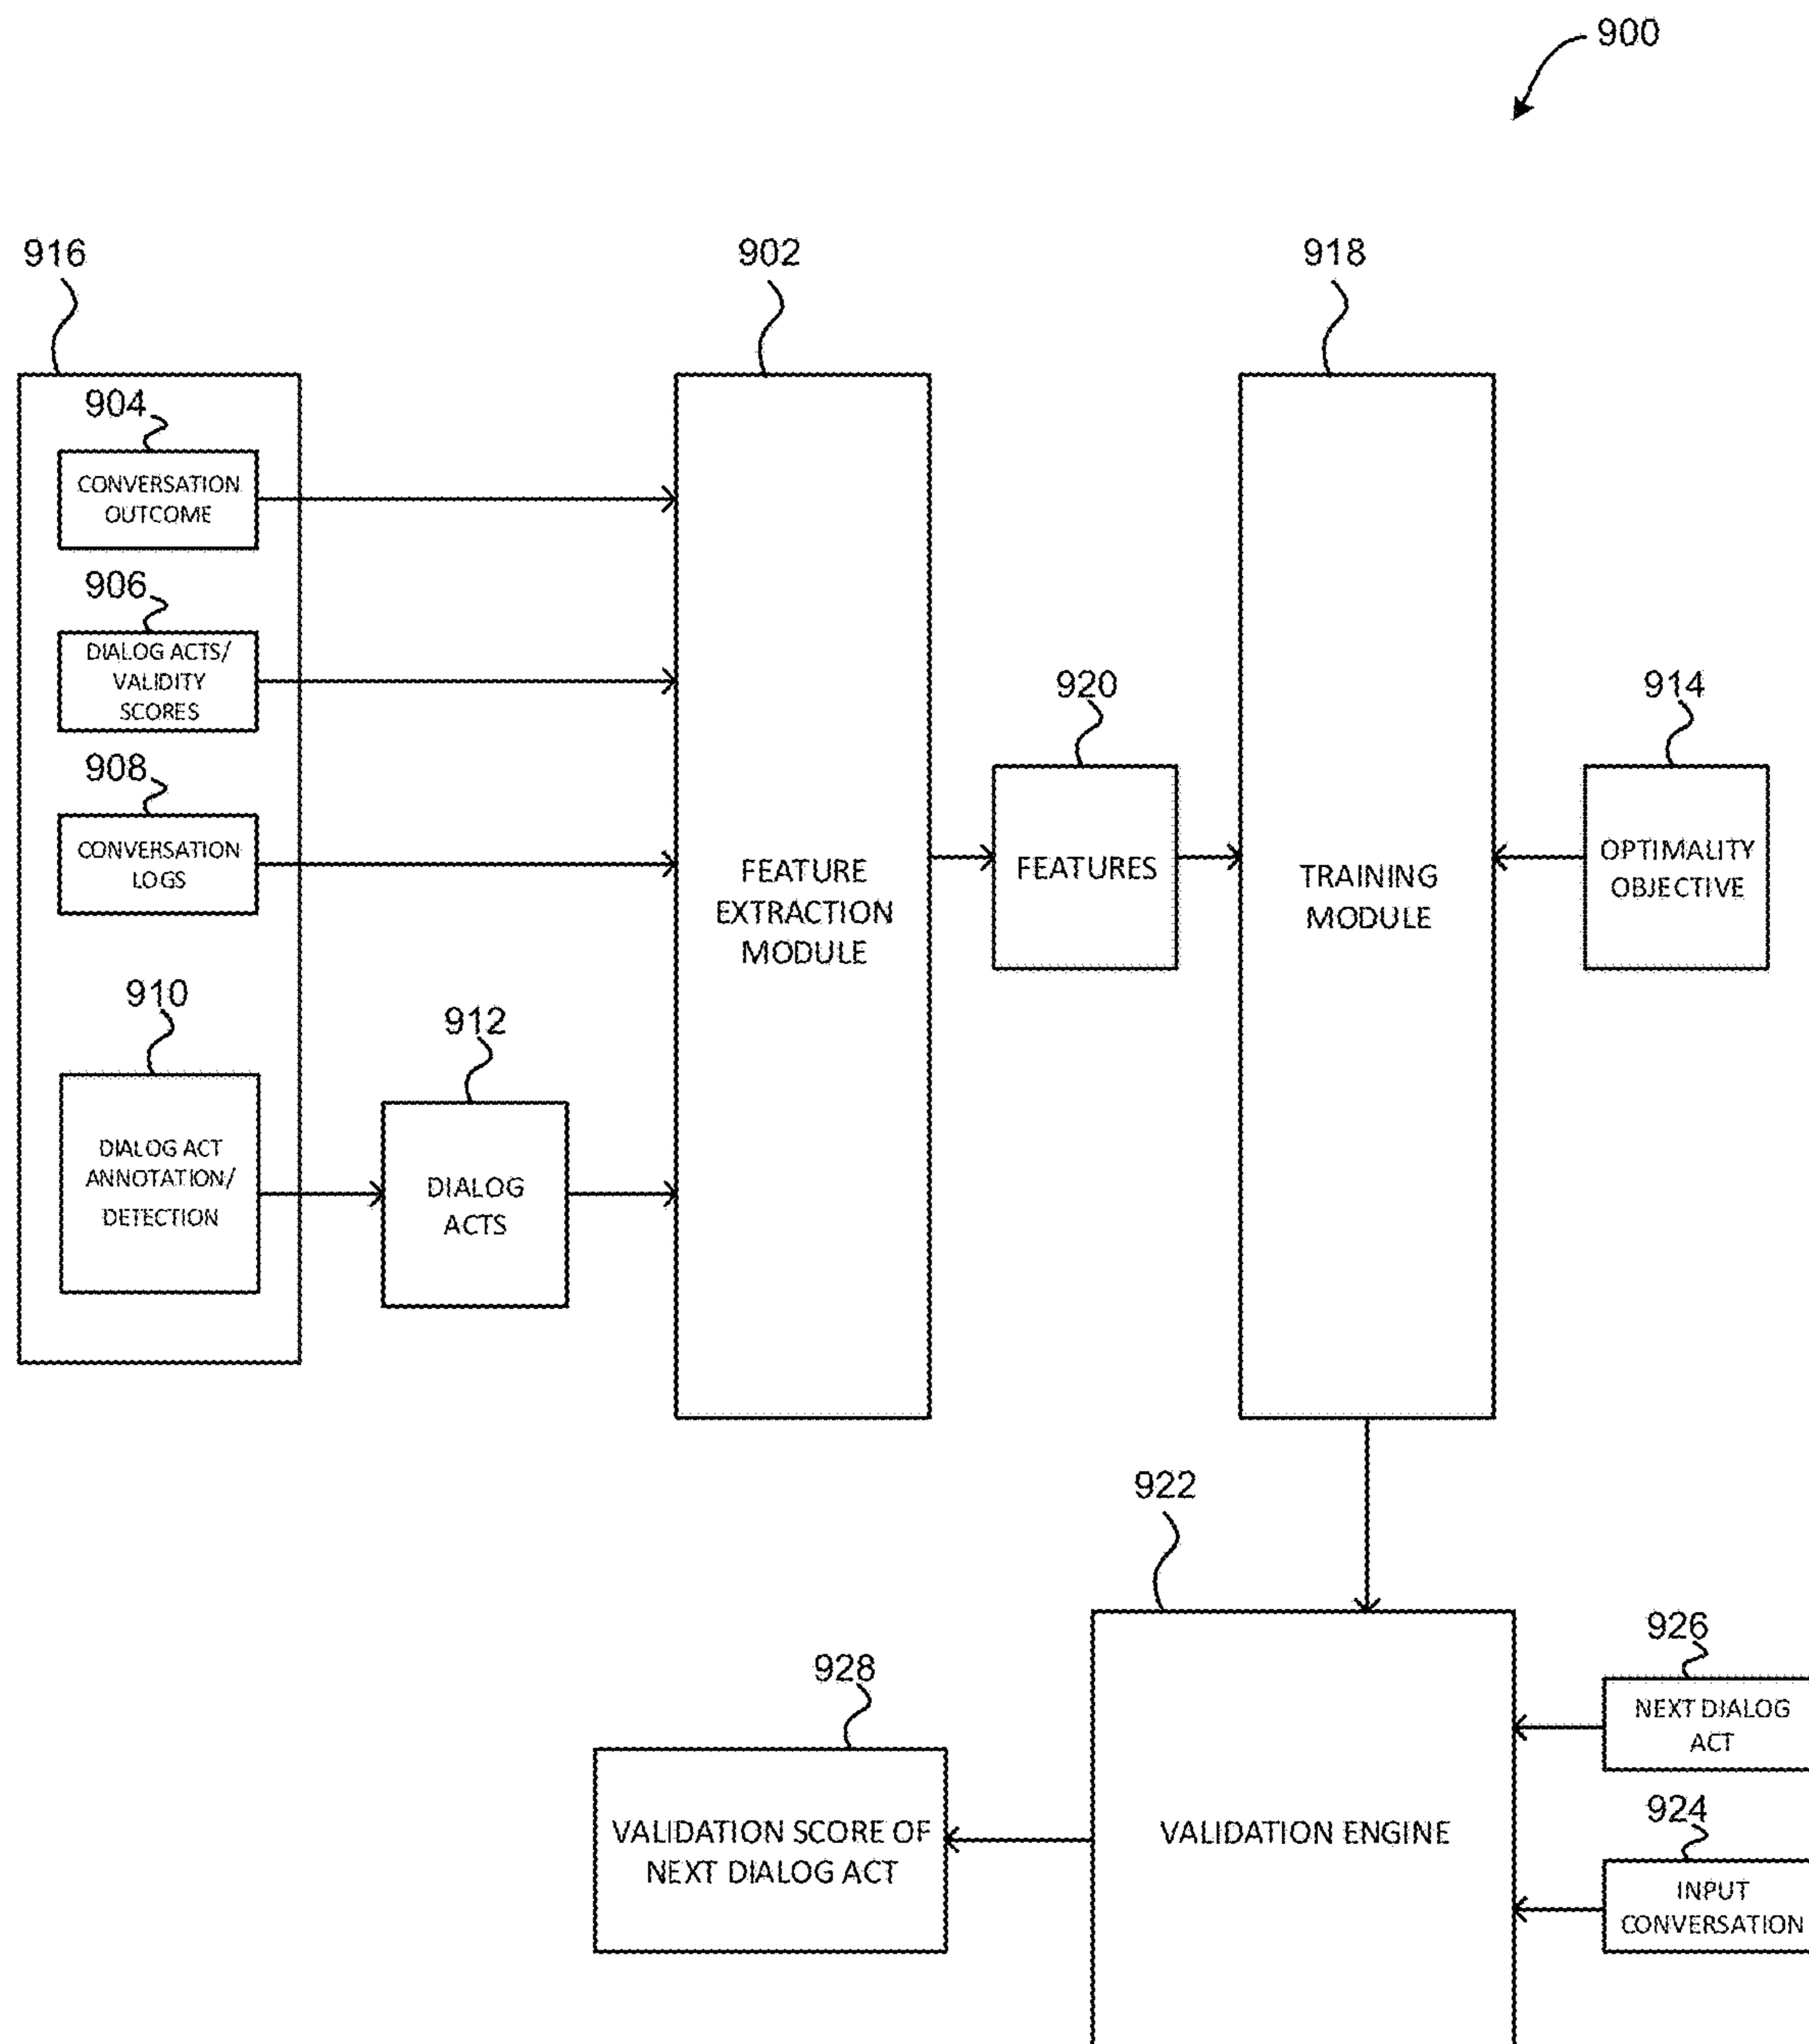 900
916
902
918
904
CONVERSATION
OUTCOME
906
DIALOG ACTS/
VALIDITY
SCORES
908
CONVERSATION
LOGS
910
DIALOG ACT
ANNOTATION/
DETECTION
912
DIALOG
ACTS
FEATURE
EXTRACTION
MODULE
920
FEATURES
TRAINING
MODULE
914
OPTIMALITY
OBJECTIVE
922
VALIDATION ENGINE
926
NEXT DIALOG
ACT
924
INPUT
CONVERSATION
928
VALIDATION SCORE OF
NEXT DIALOG ACT